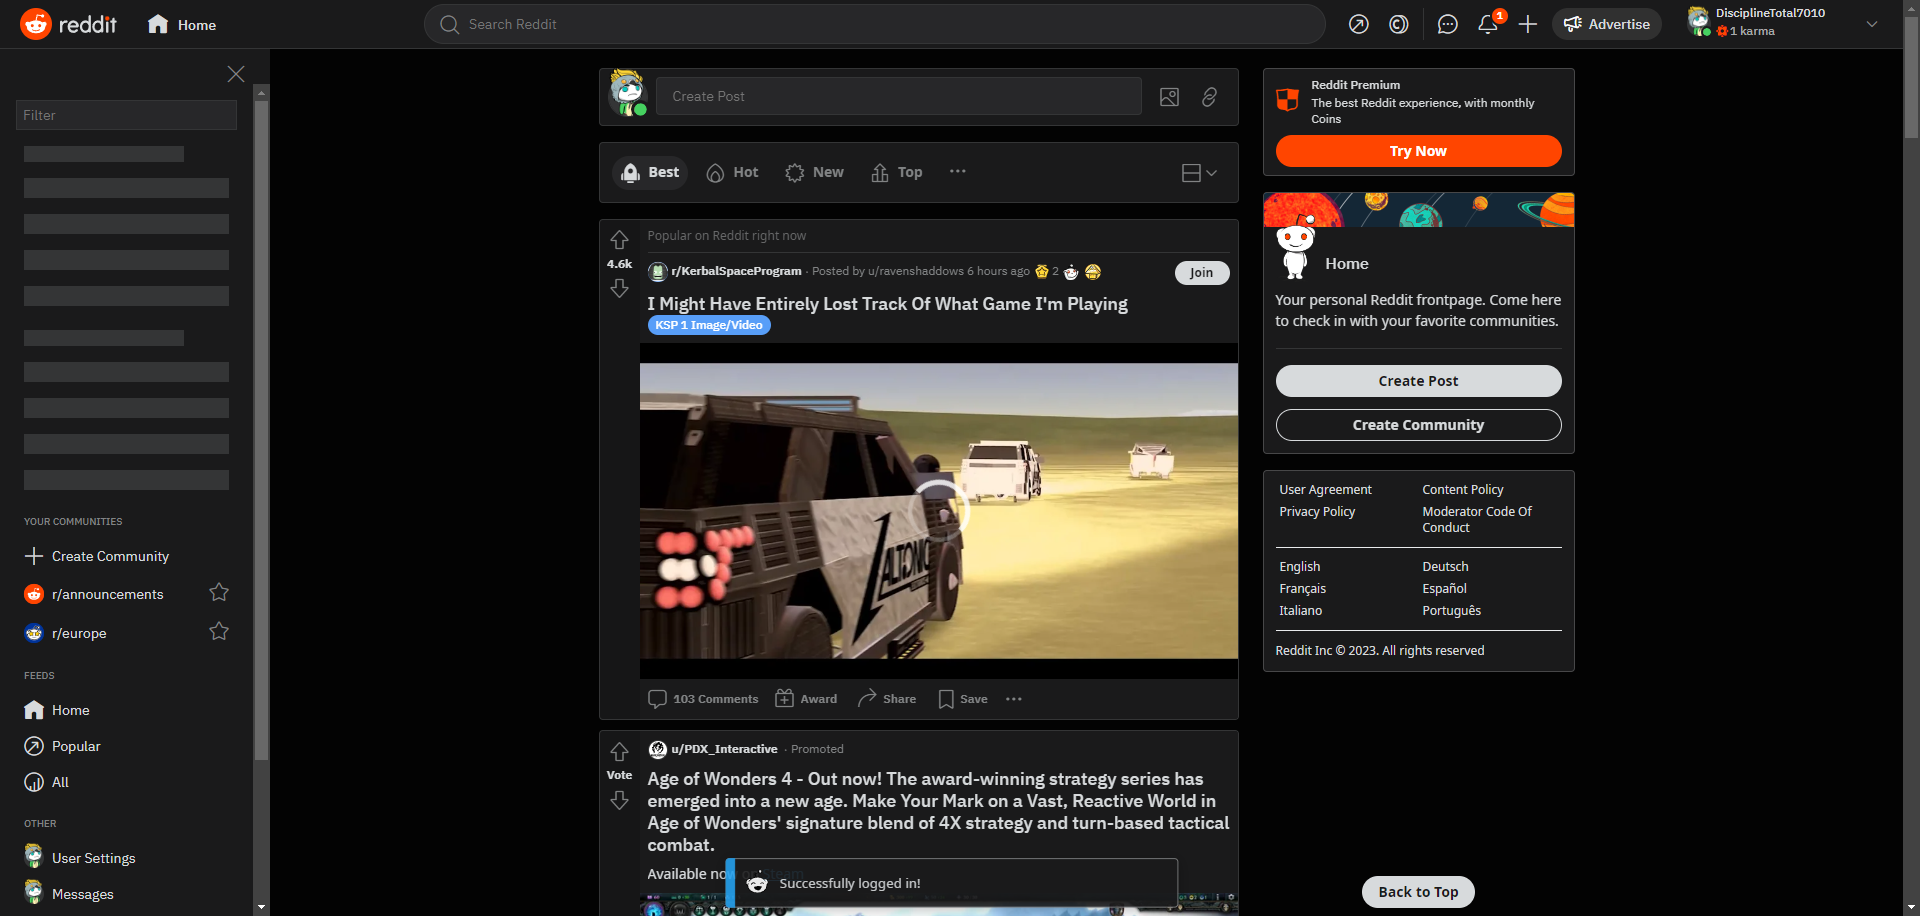 reddit
Home
Search Reddit
1
Advertise
DisciplineTotal7010
1 karma
Filter
YOUR COMMUNITIES
Create Community
r/announcements
r/europe
FEEDS
Home
Popular
All
OTHER
User Settings
Messages
Create Post
Best
Hot
New
Top
Popular on Reddit right now
4.6k
r/KerbalSpaceProgram · Posted by u/ravenshaddows 6 hours ago 2
Join
I Might Have Entirely Lost Track Of What Game I'm Playing
KSP 1 Image/Video
103 Comments
Award
Share
Save
u/PDX_Interactive · Promoted
Vote
Age of Wonders 4 - Out now! The award-winning strategy series has
emerged into a new age. Make Your Mark on a Vast, Reactive World in
Age of Wonders' signature blend of 4X strategy and turn-based tactical
combat.
Available now on Steam
Successfully logged in!
Reddit Premium
The best Reddit experience, with monthly
Coins
Try Now
Home
Your personal Reddit frontpage. Come here
to check in with your favorite communities.
Create Post
Create Community
User Agreement
Content Policy
Privacy Policy
Moderator Code Of
Conduct
English
Deutsch
Français
Español
Italiano
Português
Reddit Inc © 2023. All rights reserved
Back to Top